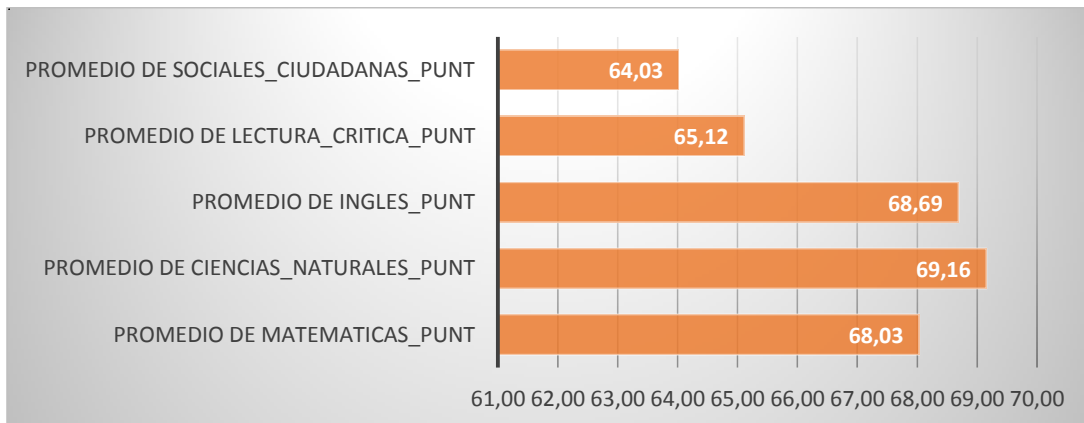 PROMEDIO DE SOCIALES_CIUDADANAS_PUNT
64,03
PROMEDIO DE LECTURA_CRITICA_PUNT
65,12
PROMEDIO DE INGLES_PUNT
68,69
PROMEDIO DE CIENCIAS_NATURALES_PUNT
69,16
PROMEDIO DE MATEMATICAS_PUNT
68,03
61,00 62,00 63,00 64,00 65,00 66,00 67,00 68,00 69,00 70,00